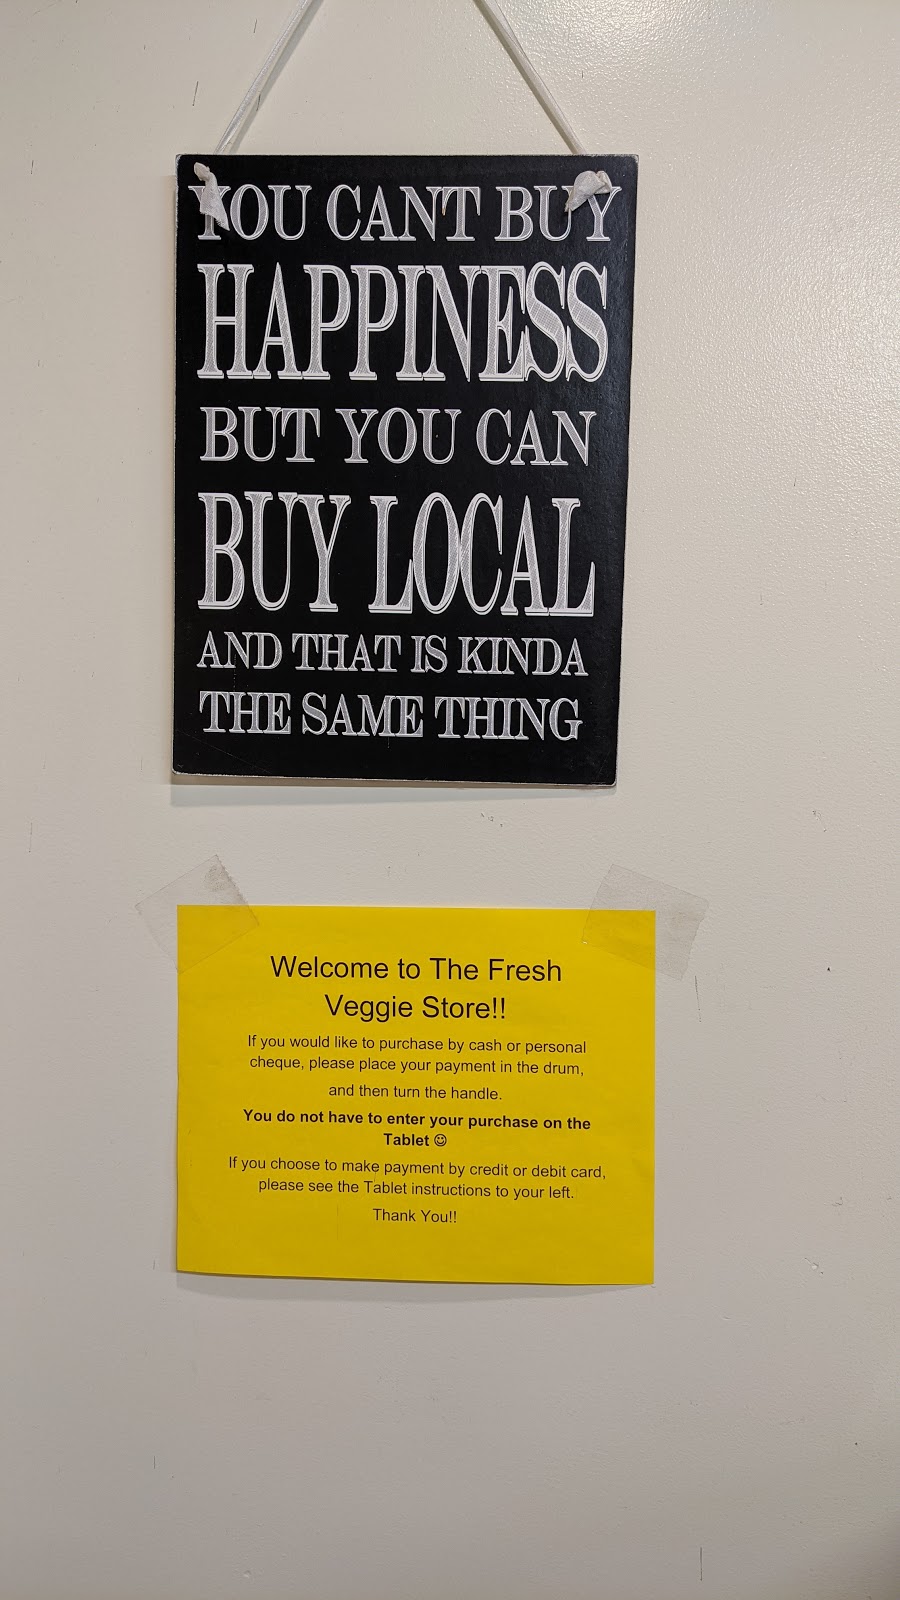 YOU CANT BUY
HAPPINESS
BUT YOU CAN
BUY LOCAL
AND THAT IS KINDA
THE SAME THING
Welcome to The Fresh
Veggie Store!!
If you would like to purchase by cash or personal
cheque, please place your payment in the drum,
and then turn the handle.
You do not have to enter your purchase on the
Tablet ☺
If you choose to make payment by credit or debit card,
please see the Tablet instructions to your left.
Thank You!!